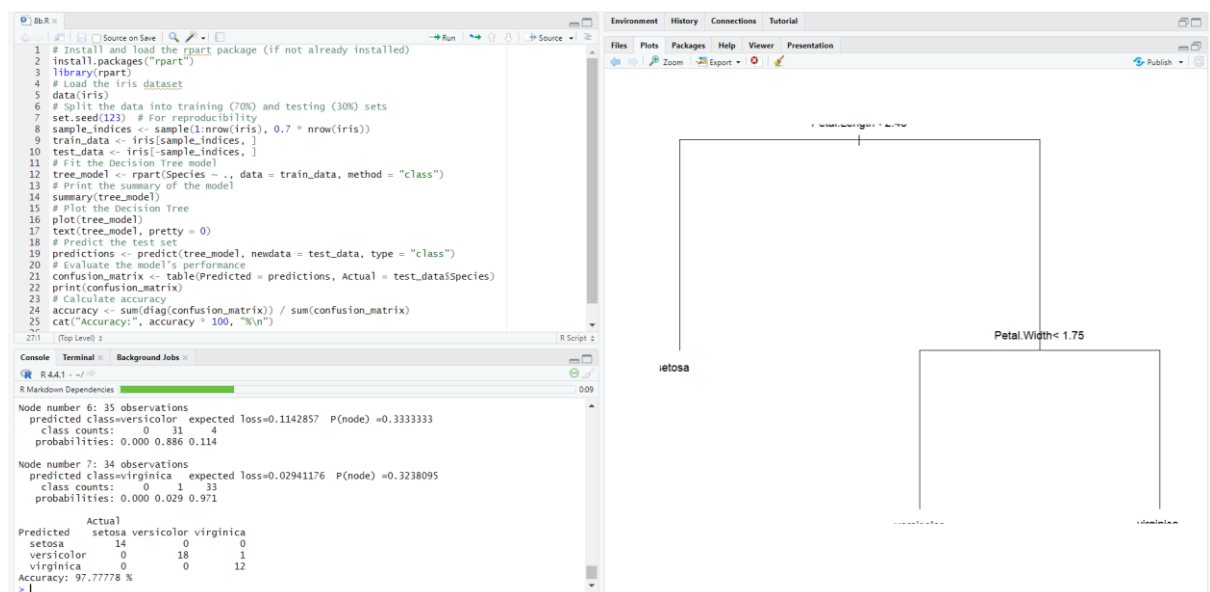 8b.R
Source on Save
Run
Source
1 # Install and load the rpart package (if not already installed)
2 install.packages("rpart")
3 library(rpart)
4 # Load the iris dataset
5 data(iris)
6 # Split the data into training (70%) and testing (30%) sets
7 set.seed(123)  # For reproducibility
8 sample_indices <- sample(1:nrow(iris), 0.7 * nrow(iris))
9 train_data <- iris[sample_indices, ]
10 test_data <- iris[-sample_indices, ]
11 # Fit the Decision Tree model
12 tree_model <- rpart(Species ~ ., data = train_data, method = "class")
13 # Print the summary of the model
14 summary(tree_model)
15 # Plot the Decision Tree
16 plot(tree_model)
17 text(tree_model, pretty = 0)
18 # Predict the test set
19 predictions <- predict(tree_model, newdata = test_data, type = "class")
20 # Evaluate the model's performance
21 confusion_matrix <- table(Predicted = predictions, Actual = test_data$Species)
22 print(confusion_matrix)
23 # Calculate accuracy
24 accuracy <- sum(diag(confusion_matrix)) / sum(confusion_matrix)
25 cat("Accuracy:", accuracy * 100, "%\n")
27:1 (Top Level) R Script
Console Terminal Background Jobs
R 4.4.1 · ~/
R Markdown Dependencies 0:09
Node number 6: 35 observations
predicted class=versicolor  expected loss=0.1142857  P(node) =0.3333333
class counts: 0 31 4
probabilities: 0.000 0.886 0.114
Node number 7: 34 observations
predicted class=virginica  expected loss=0.02941176  P(node) =0.3238095
class counts: 0 1 33
probabilities: 0.000 0.029 0.971
Actual
Predicted setosa versicolor virginica
setosa 14 0 0
versicolor 0 18 1
virginica 0 0 12
Accuracy: 97.77778 %
>
Environment History Connections Tutorial
Files Plots Packages Help Viewer Presentation
Zoom Export Publish
Petal.Width< 1.75